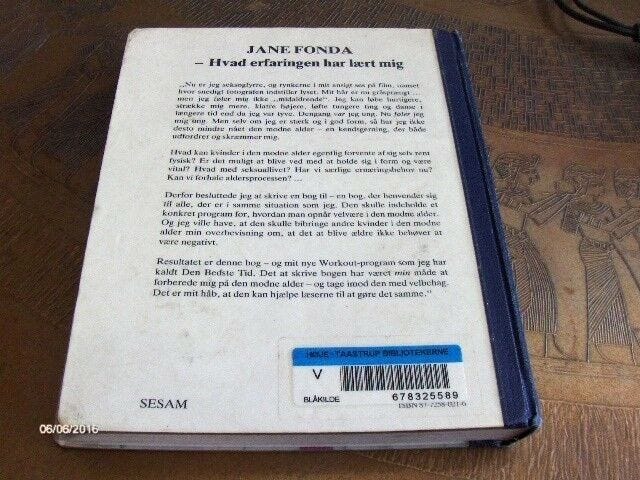 JANE FONDA
– Hvad erfaringen har lært mig
„Nu er jeg seksogfyrre, og rynkerne i mit ansigt ses på film, uanset
hvor snedigt fotografen indstiller lyset. Mit hår er nu gråsprængt ...
men jeg føler mig ikke „midaldrende“. Jeg kan løbe hurtigere,
strække mig mere, klatre højere, løfte tungere ting og danse i
længere tid end da jeg var tyve. Dengang var jeg ung. Nu føler jeg
mig ung. Men selv om jeg er stærk og i god form, så har jeg ikke
desto mindre nået den modne alder – en kendsgerning, der både
udfordrer og skræmmer mig.
Hvad kan kvinder i den modne alder egentlig forvente af sig selv rent
fysisk? Er det muligt at blive ved med at holde sig i form og være
vital? Hvad med seksuallivet? Har vi særlige ernæringsbehov nu?
Kan vi forhale aldersprocessen? ...
Derfor besluttede jeg at skrive en bog til – en bog, der henvender sig
til alle, der er i samme situation som jeg. Den skulle indeholde et
konkret program for, hvordan man opnår velvære i den modne alder.
Og jeg ville have, at den skulle bibringe andre kvinder i den modne
alder min overbevisning om, at det at blive ældre ikke behøver at
være negativt.
Resultatet er denne bog – og mit nye Workout-program som jeg har
kaldt Den Bedste Tid. Det at skrive bogen har været min måde at
forberede mig på den modne alder – og tage imod den med velbehag.
Det er mit håb, at den kan hjælpe læserne til at gøre det samme.“
HØJE-TAASTRUP BIBLIOTEKERNE
V
BLÅKILDE 678325589
ISBN 87-7258-021-6
SESAM
06/06/2016